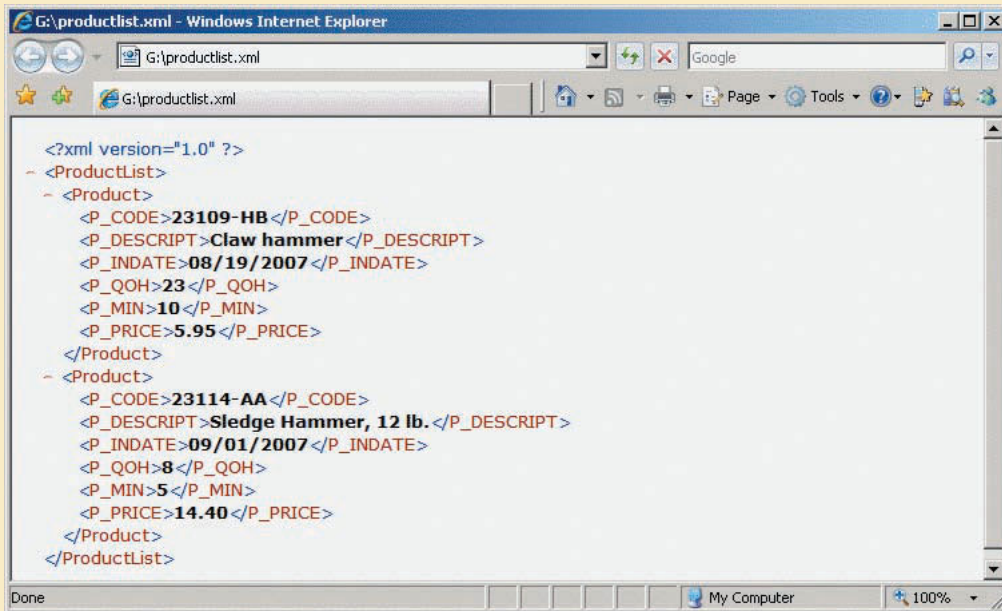 G:\productlist.xml - Windows Internet Explorer
G:\productlist.xml
Google
G:\productlist.xml
Page
Tools
<?xml version="1.0" ?>
- <ProductList>
- <Product>
<P_CODE>23109-HB</P_CODE>
<P_DESCRIPT>Claw hammer</P_DESCRIPT>
<P_INDATE>08/19/2007</P_INDATE>
<P_QOH>23</P_QOH>
<P_MIN>10</P_MIN>
<P_PRICE>5.95</P_PRICE>
</Product>
- <Product>
<P_CODE>23114-AA</P_CODE>
<P_DESCRIPT>Sledge Hammer, 12 lb.</P_DESCRIPT>
<P_INDATE>09/01/2007</P_INDATE>
<P_QOH>8</P_QOH>
<P_MIN>5</P_MIN>
<P_PRICE>14.40</P_PRICE>
</Product>
</ProductList>
Done
My Computer
100%